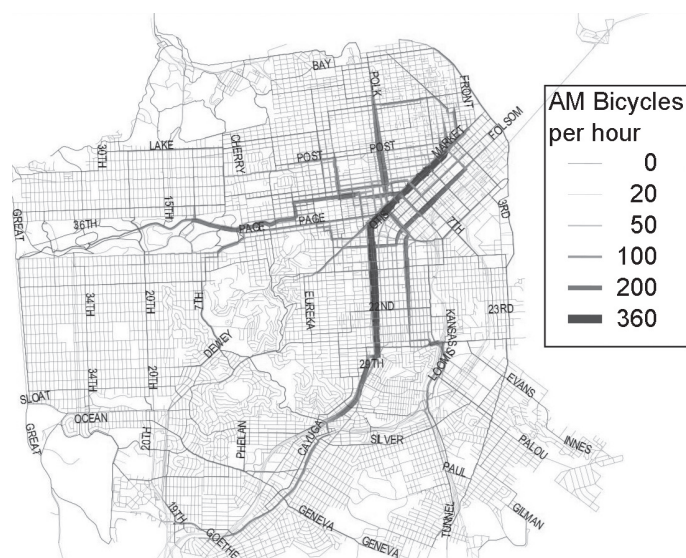 BAY
POLK
FRONT
FOLSOM
MARKET
LAKE
CHERRY
POST
POST
30TH
15TH
GREAT
36TH
PAGE
PAGE
7TH
3RD
34TH
20TH
7TH
EUREKA
22ND
KANSAS
23RD
DEWEY
34TH
20TH
29TH
LOOMIS
SLOAT
OCEAN
GREAT
20TH
PHELAN
CAYUGA
SILVER
EVANS
PALOU
INNES
PAUL
19TH
GOETHE
GENEVA
GENEVA
TUNNEL
GILMAN
AM Bicycles
per hour
0
20
50
100
200
360